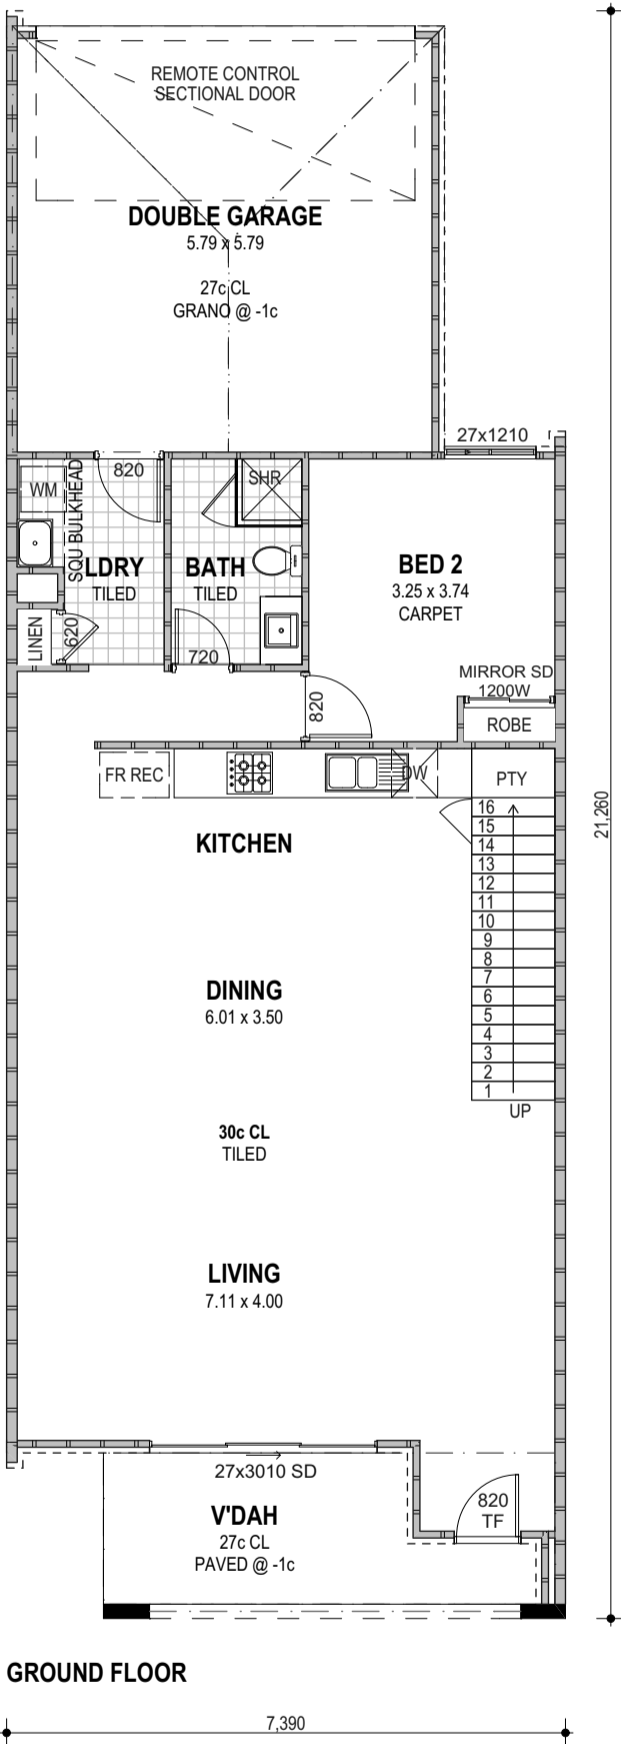 REMOTE CONTROL
SECTIONAL DOOR
DOUBLE GARAGE
5.79 x 5.79
27c CL
GRANO @ -1c
27x1210
WM
SQU BULKHEAD
820
SHR
LDRY
TILED
BATH
TILED
BED 2
3.25 x 3.74
CARPET
LINEN
620
720
820
MIRROR SD
1200W
ROBE
FR REC
DW
PTY
KITCHEN
16
15
14
13
12
11
10
9
8
7
6
5
4
3
2
1
UP
21,260
DINING
6.01 x 3.50
30c CL
TILED
LIVING
7.11 x 4.00
27x3010 SD
V'DAH
27c CL
PAVED @ -1c
820
TF
GROUND FLOOR
7,390